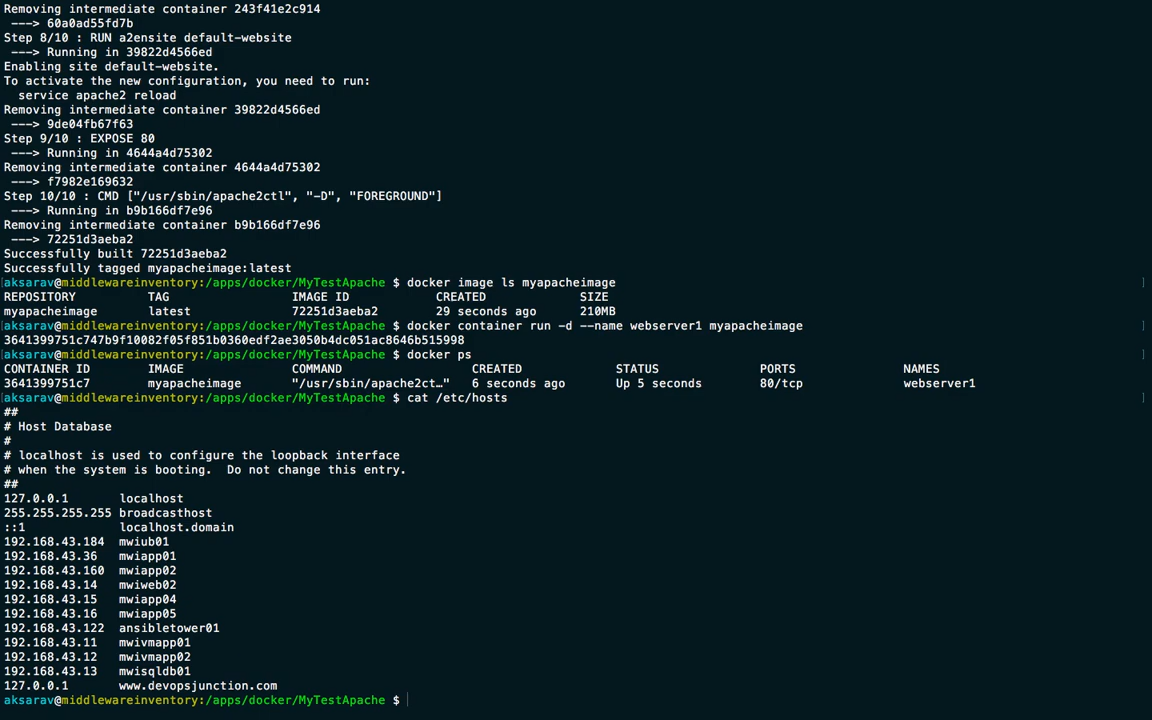 Removing intermediate container 243f41e2c914
 ---> 60a0ad55fd7b
Step 8/10 : RUN a2ensite default-website
 ---> Running in 39822d4566ed
Enabling site default-website.
To activate the new configuration, you need to run:
  service apache2 reload
Removing intermediate container 39822d4566ed
 ---> 9de04fb67f63
Step 9/10 : EXPOSE 80
 ---> Running in 4644a4d75302
Removing intermediate container 4644a4d75302
 ---> f7982e169632
Step 10/10 : CMD ["/usr/sbin/apache2ctl", "-D", "FOREGROUND"]
 ---> Running in b9b166df7e96
Removing intermediate container b9b166df7e96
 ---> 72251d3aeba2
Successfully built 72251d3aeba2
Successfully tagged myapacheimage:latest
[aksarav@middlewareinventory:/apps/docker/MyTestApache $ docker image ls myapacheimage ]
REPOSITORY          TAG                 IMAGE ID            CREATED             SIZE
myapacheimage       latest              72251d3aeba2        29 seconds ago      210MB
[aksarav@middlewareinventory:/apps/docker/MyTestApache $ docker container run -d --name webserver1 myapacheimage ]
3641399751c747b9f10082f05f851b0360edf2ae3050b4dc051ac8646b515998
[aksarav@middlewareinventory:/apps/docker/MyTestApache $ docker ps ]
CONTAINER ID        IMAGE               COMMAND                  CREATED             STATUS              PORTS               NAMES
3641399751c7        myapacheimage       "/usr/sbin/apache2ct…"   6 seconds ago       Up 5 seconds        80/tcp              webserver1
[aksarav@middlewareinventory:/apps/docker/MyTestApache $ cat /etc/hosts ]
##
# Host Database
#
# localhost is used to configure the loopback interface
# when the system is booting.  Do not change this entry.
##
127.0.0.1       localhost
255.255.255.255 broadcasthost
::1             localhost.domain
192.168.43.184  mwiub01
192.168.43.36   mwiapp01
192.168.43.160  mwiapp02
192.168.43.14   mwiweb02
192.168.43.15   mwiapp04
192.168.43.16   mwiapp05
192.168.43.122  ansibletower01
192.168.43.11   mwivmapp01
192.168.43.12   mwivmapp02
192.168.43.13   mwisqldb01
127.0.0.1       www.devopsjunction.com
aksarav@middlewareinventory:/apps/docker/MyTestApache $